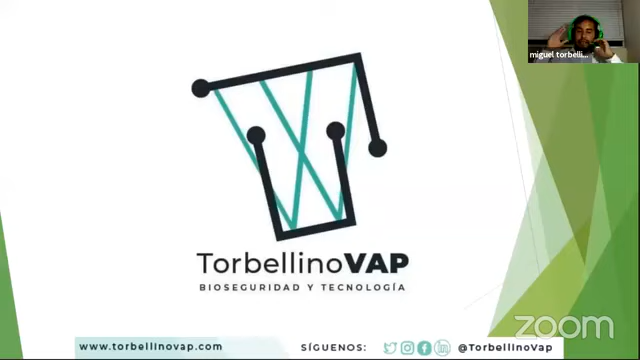 miguel torbelli...
TorbellinoVAP
BIOSEGURIDAD Y TECNOLOGÍA
www.torbellinovap.com SÍGUENOS: @TorbellinoVap
zoom